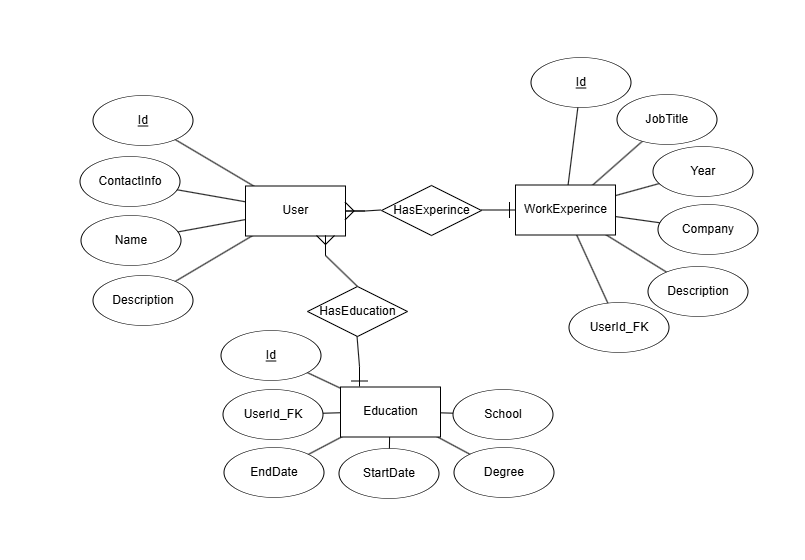 Id
Id
JobTitle
ContactInfo
Year
User
HasExperince
WorkExperince
Name
Company
Description
Description
HasEducation
UserId_FK
Id
UserId_FK
Education
School
EndDate
StartDate
Degree